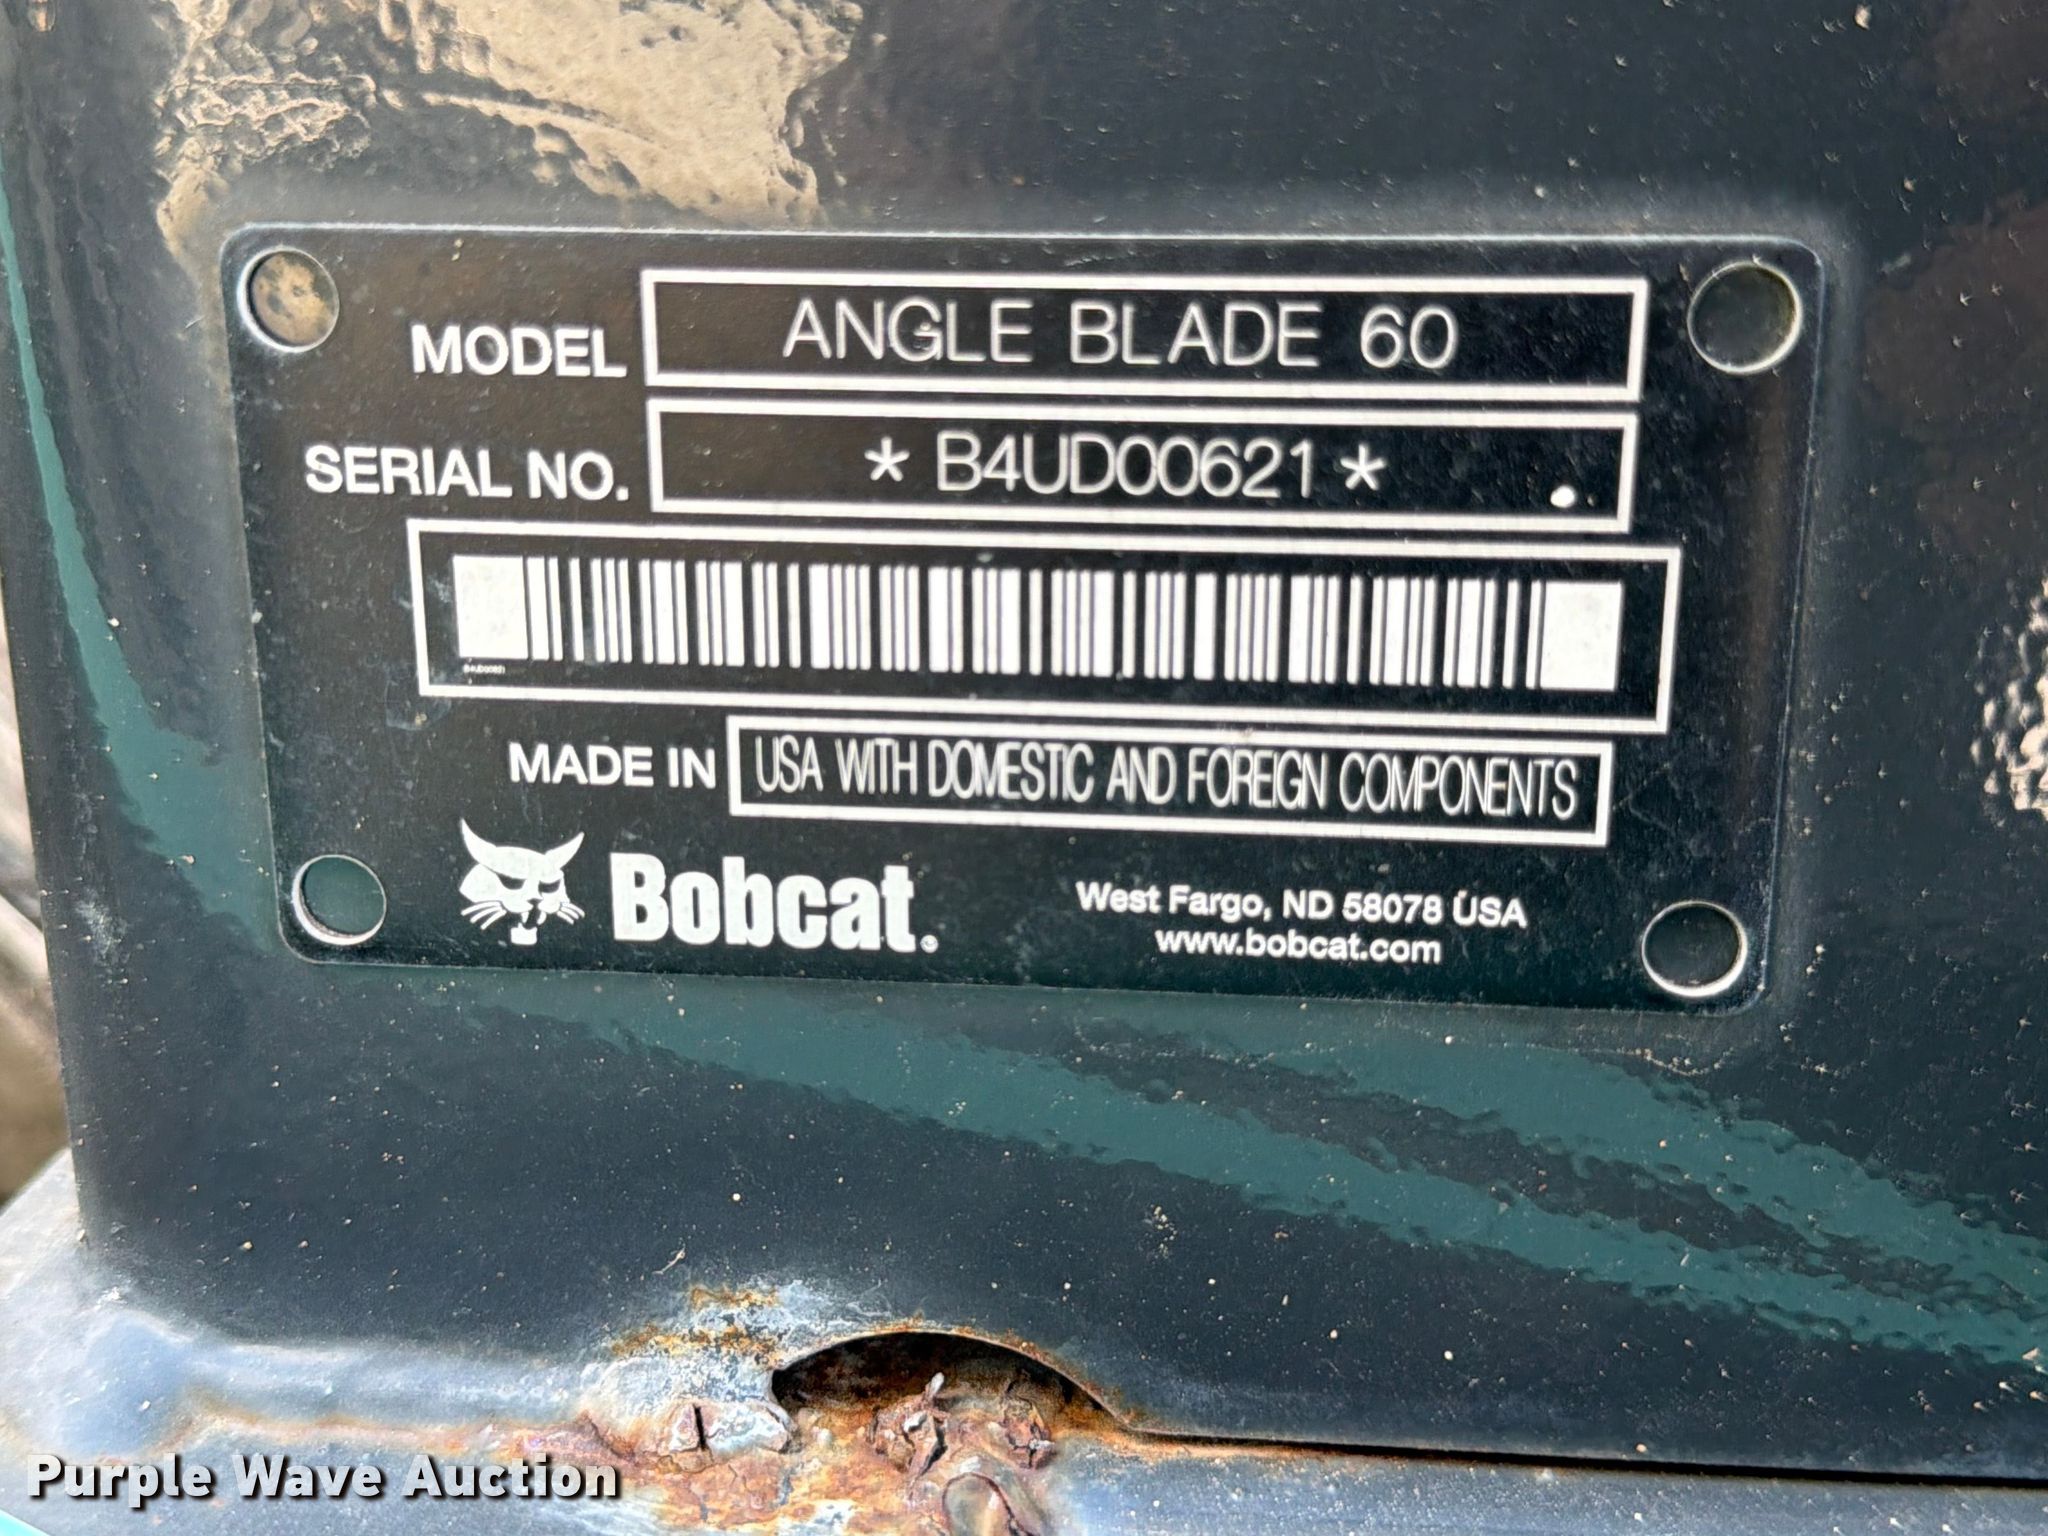 MODEL ANGLE BLADE 60
SERIAL NO. *B4UD00621*
B4UD00621
MADE IN USA WITH DOMESTIC AND FOREIGN COMPONENTS
Bobcat®
West Fargo, ND 58078 USA
www.bobcat.com
Purple Wave Auction